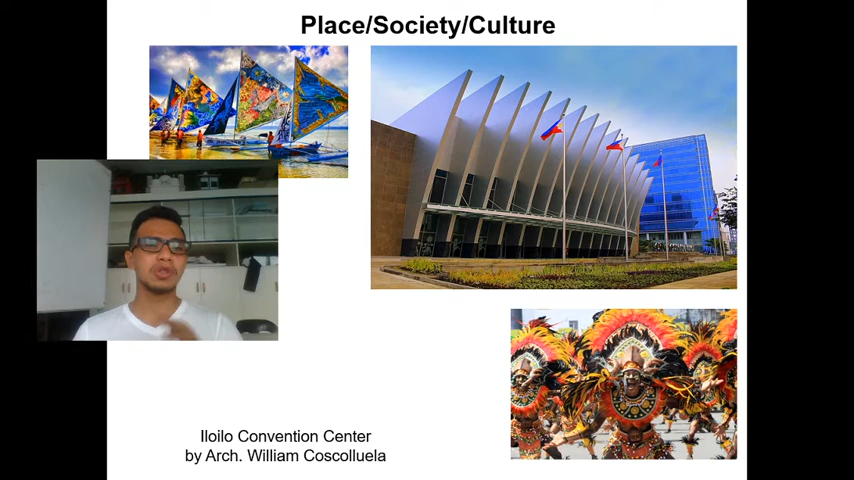 Place/Society/Culture
Iloilo Convention Center
by Arch. William Coscolluela